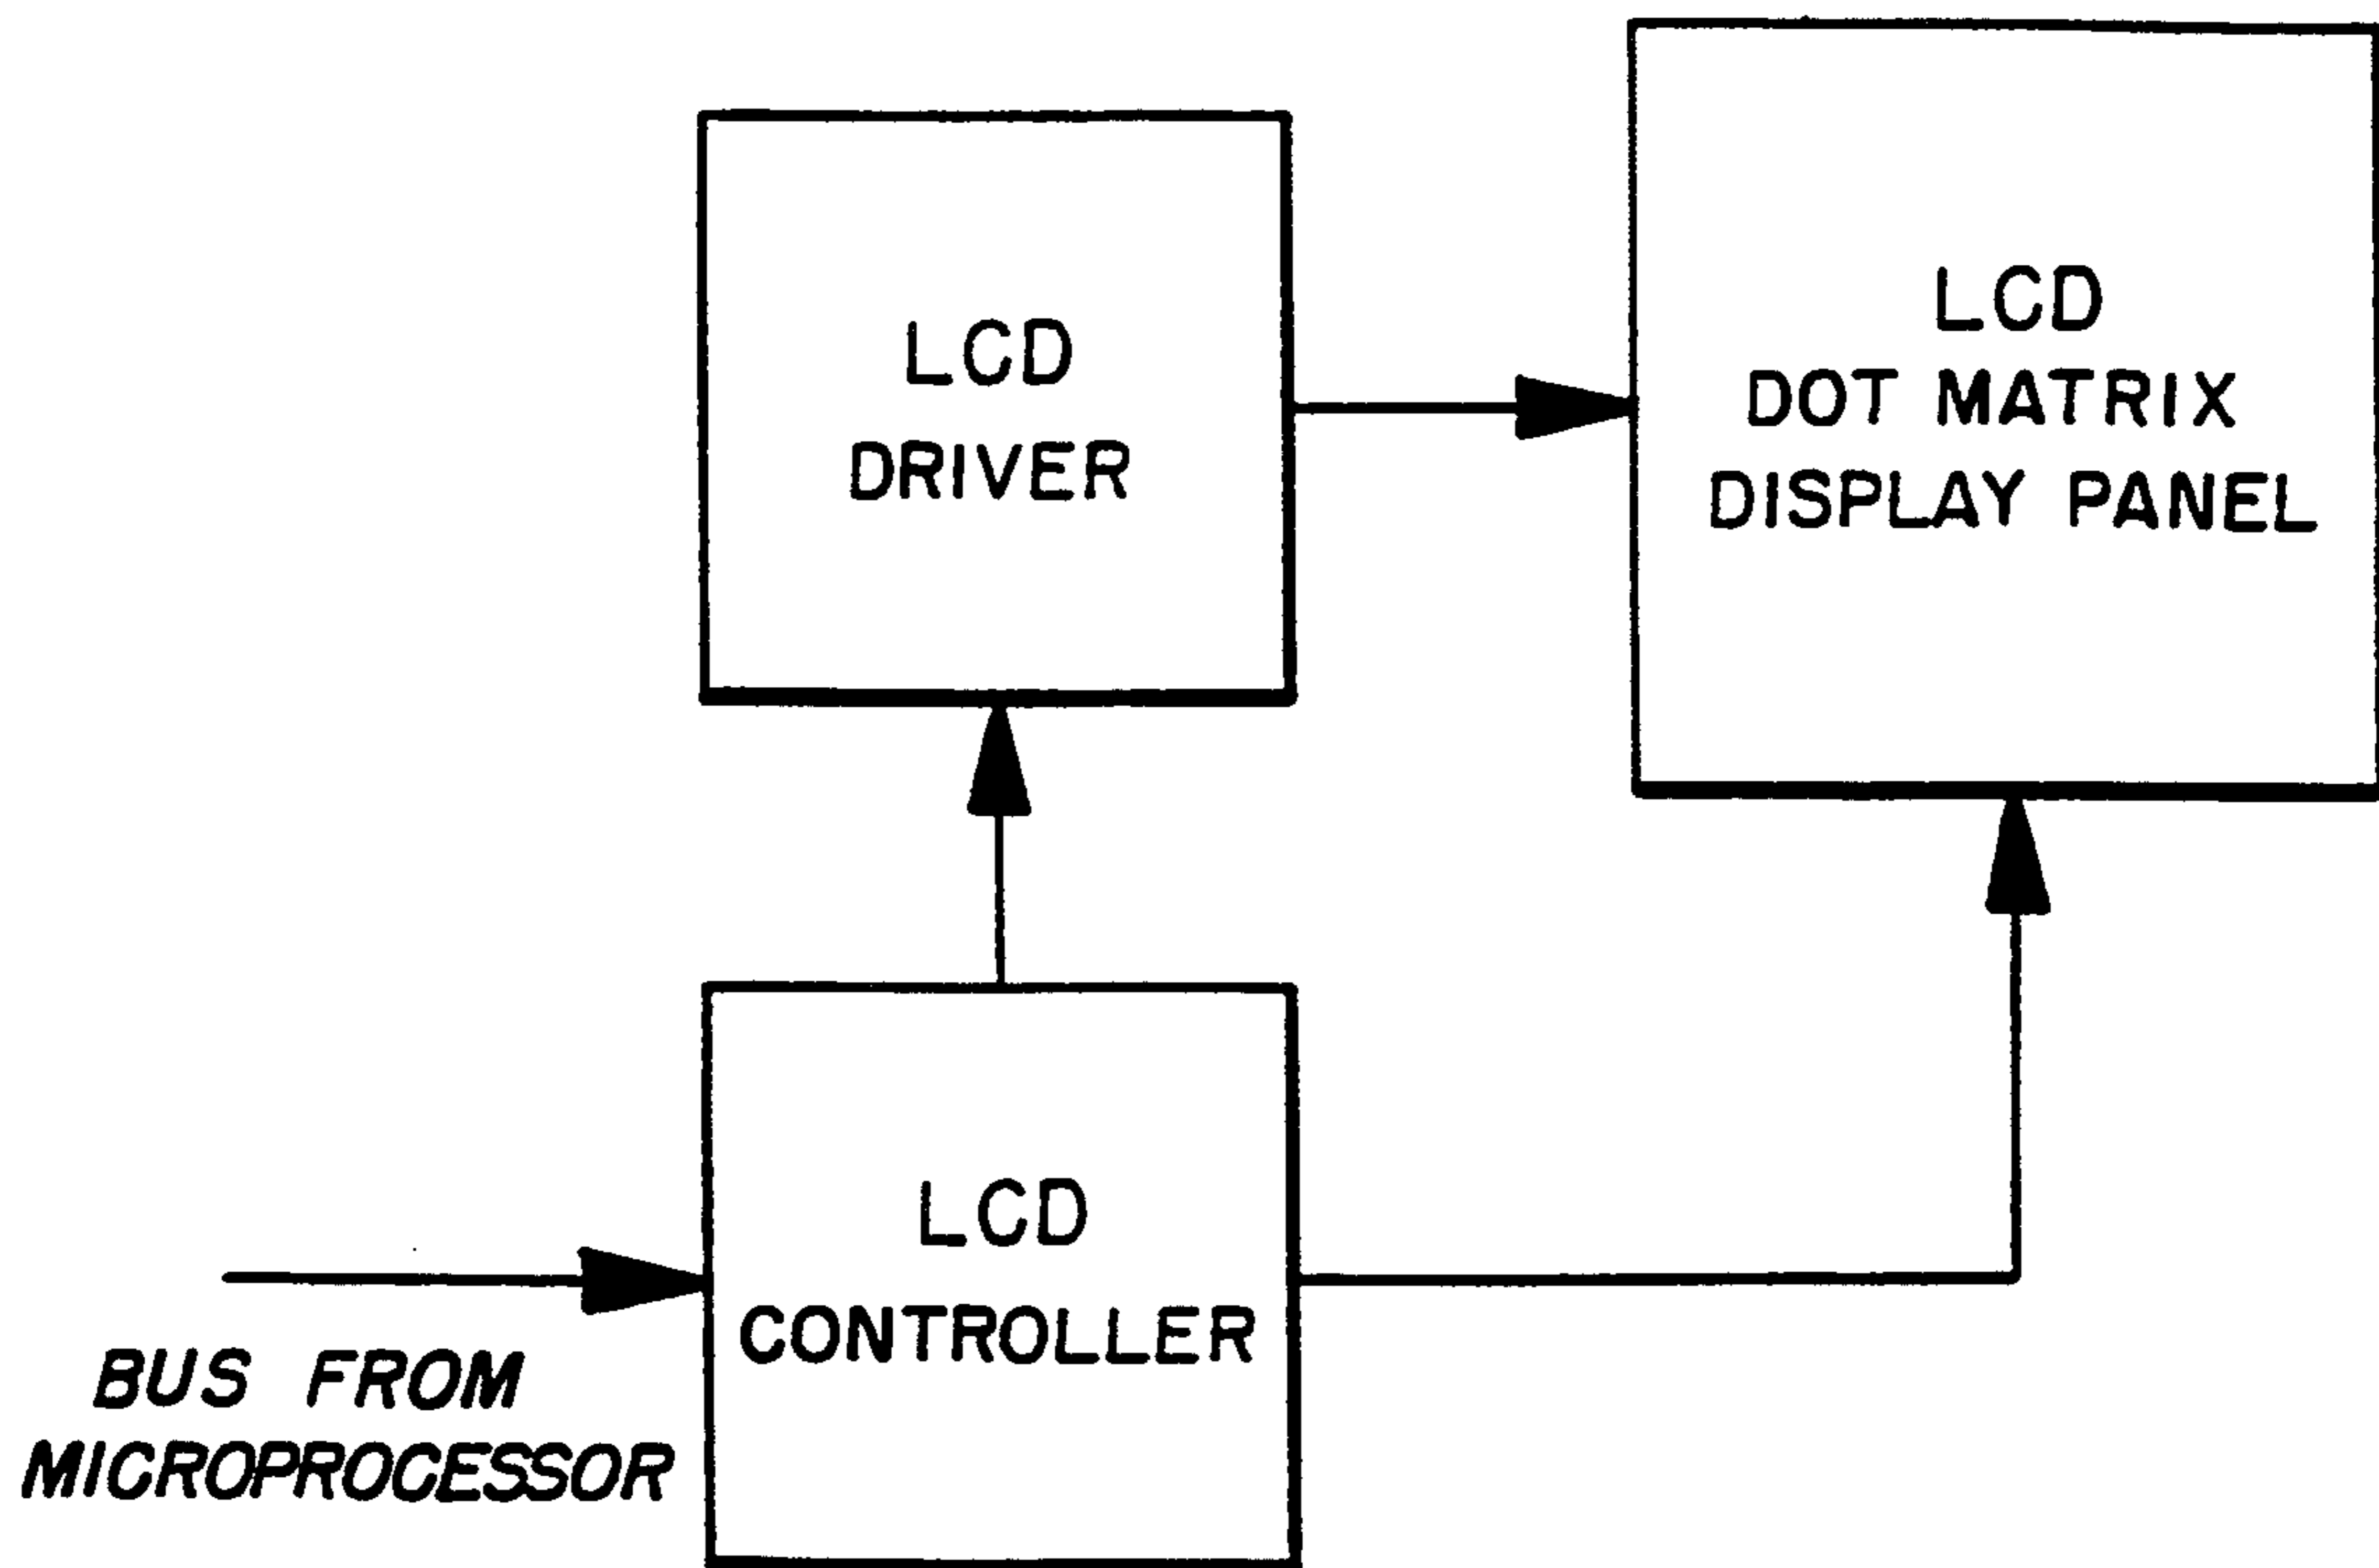 LCD
DRIVER
LCD
DOT MATRIX
DISPLAY PANEL
LCD
CONTROLLER
BUS FROM
MICROPROCESSOR